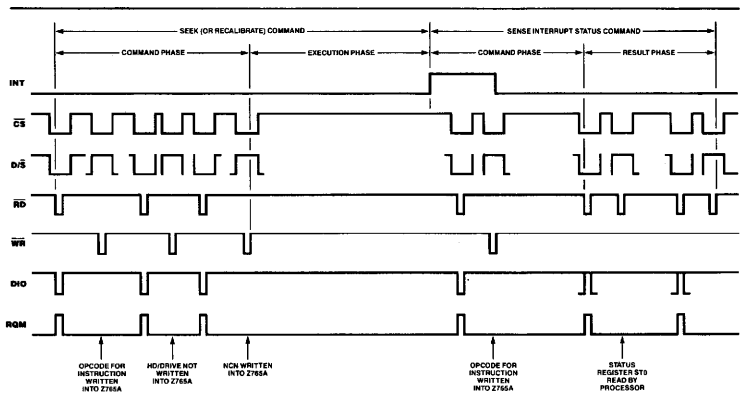 SEEK (OR RECALIBRATE) COMMAND
SENSE INTERRUPT STATUS COMMAND
COMMAND PHASE
EXECUTION PHASE
COMMAND PHASE
RESULT PHASE
INT
CS
D/S
RD
WR
DIO
RQM
OPCODE FOR
INSTRUCTION
WRITTEN
INTO Z765A
HD/DRIVE NOT
WRITTEN
INTO Z765A
NCN WRITTEN
INTO Z765A
OPCODE FOR
INSTRUCTION
WRITTEN
INTO Z765A
STATUS
REGISTER ST0
READ BY
PROCESSOR